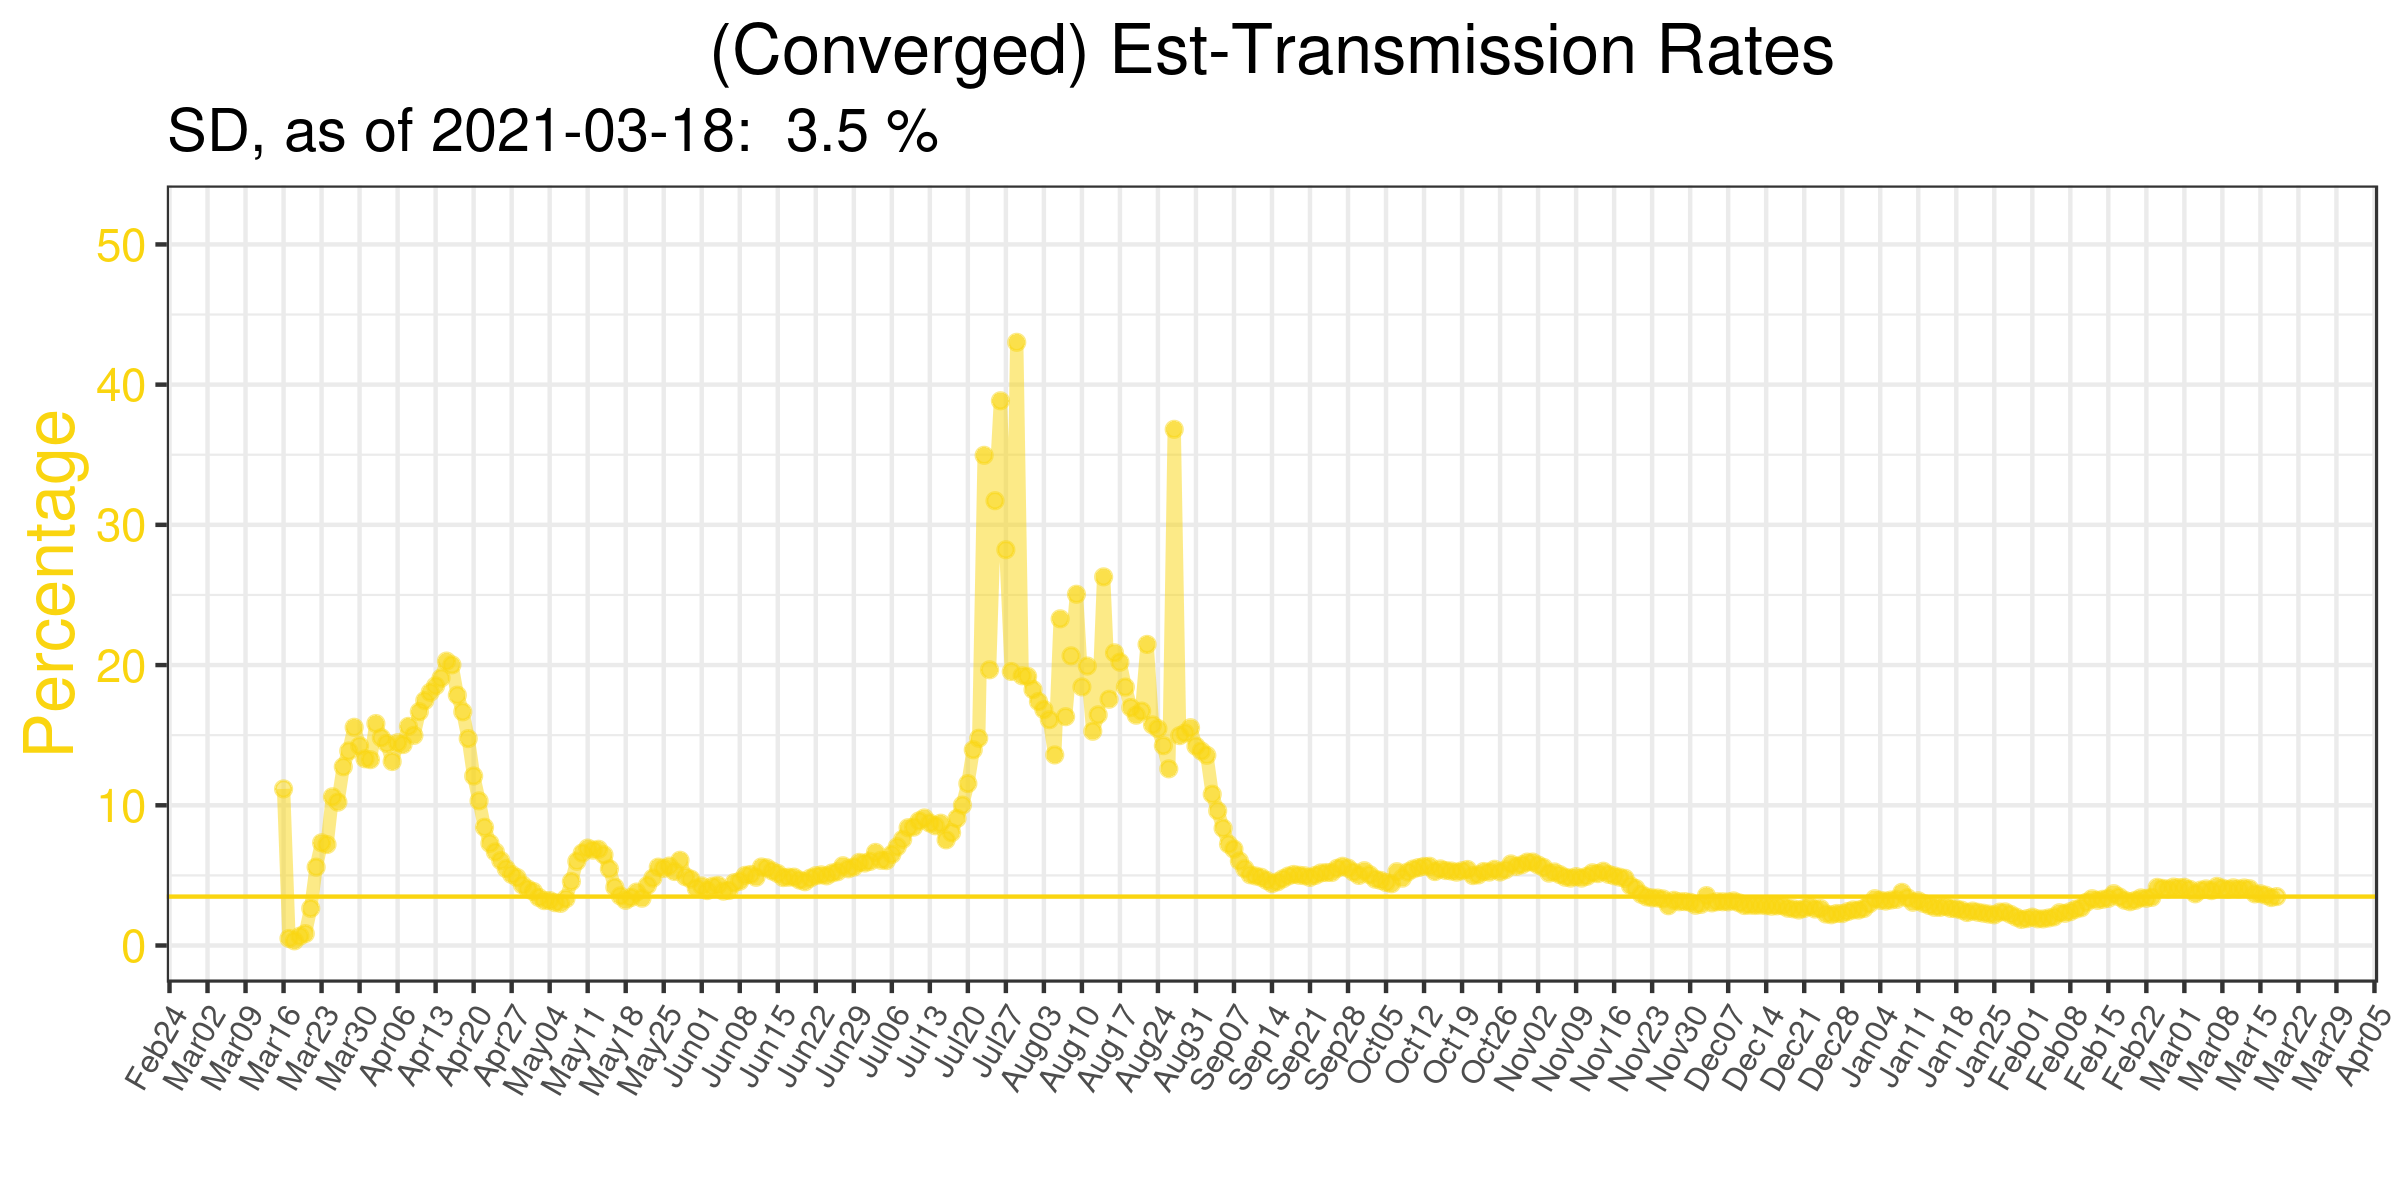 (Converged) Est-Transmission Rates
SD, as of 2021-03-18:  3.5 %
Percentage
50
40
30
20
10
0
Feb24
Mar02
Mar09
Mar16
Mar23
Mar30
Apr06
Apr13
Apr20
Apr27
May04
May11
May18
May25
Jun01
Jun08
Jun15
Jun22
Jun29
Jul06
Jul13
Jul20
Jul27
Aug03
Aug10
Aug17
Aug24
Aug31
Sep07
Sep14
Sep21
Sep28
Oct05
Oct12
Oct19
Oct26
Nov02
Nov09
Nov16
Nov23
Nov30
Dec07
Dec14
Dec21
Dec28
Jan04
Jan11
Jan18
Jan25
Feb01
Feb08
Feb15
Feb22
Mar01
Mar08
Mar15
Mar22
Mar29
Apr05